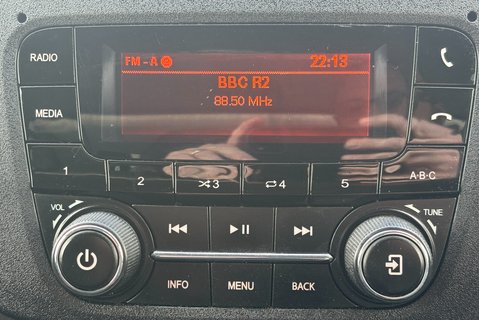 RADIO
FM - A
22:13
BBC R2
88.50 MHz
MEDIA
1
2
3
4
5
A·B·C
VOL
TUNE
INFO
MENU
BACK